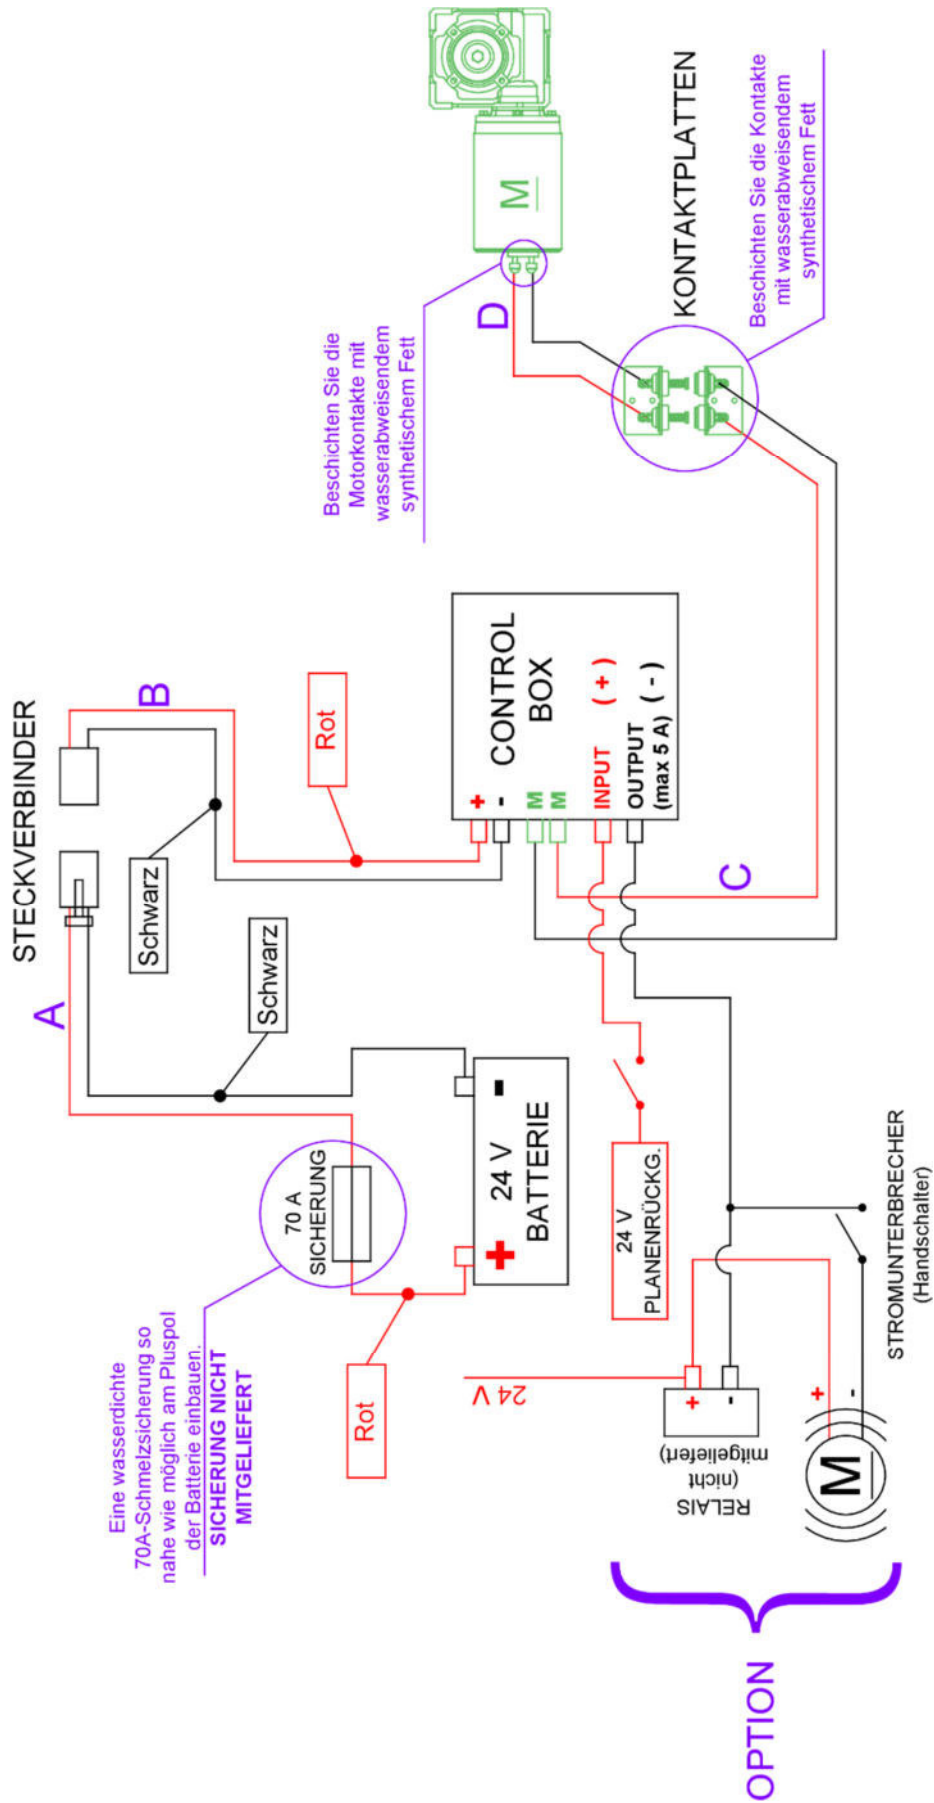 Eine wasserdichte
70A-Schmelzsicherung so
nahe wie möglich am Pluspol
der Batterie einbauen.
SICHERUNG NICHT
MITGELIEFERT
70 A
SICHERUNG
Rot
24 V
BATTERIE
+
-
A
Schwarz
STECKVERBINDER
Schwarz
B
Rot
CONTROL
BOX
+
-
M
M
INPUT
(+)
OUTPUT
(-)
(max 5 A)
C
Beschichten Sie die
Motorkontakte mit
wasserabweisendem
synthetischem Fett
D
M
KONTAKTPLATTEN
Beschichten Sie die Kontakte
mit wasserabweisendem
synthetischem Fett
24 V
PLANENRÜCKG.
24 V
RELAIS
(nicht
mitgeliefert)
+
-
+
-
M
STROMUNTERBRECHER
(Handschalter)
OPTION